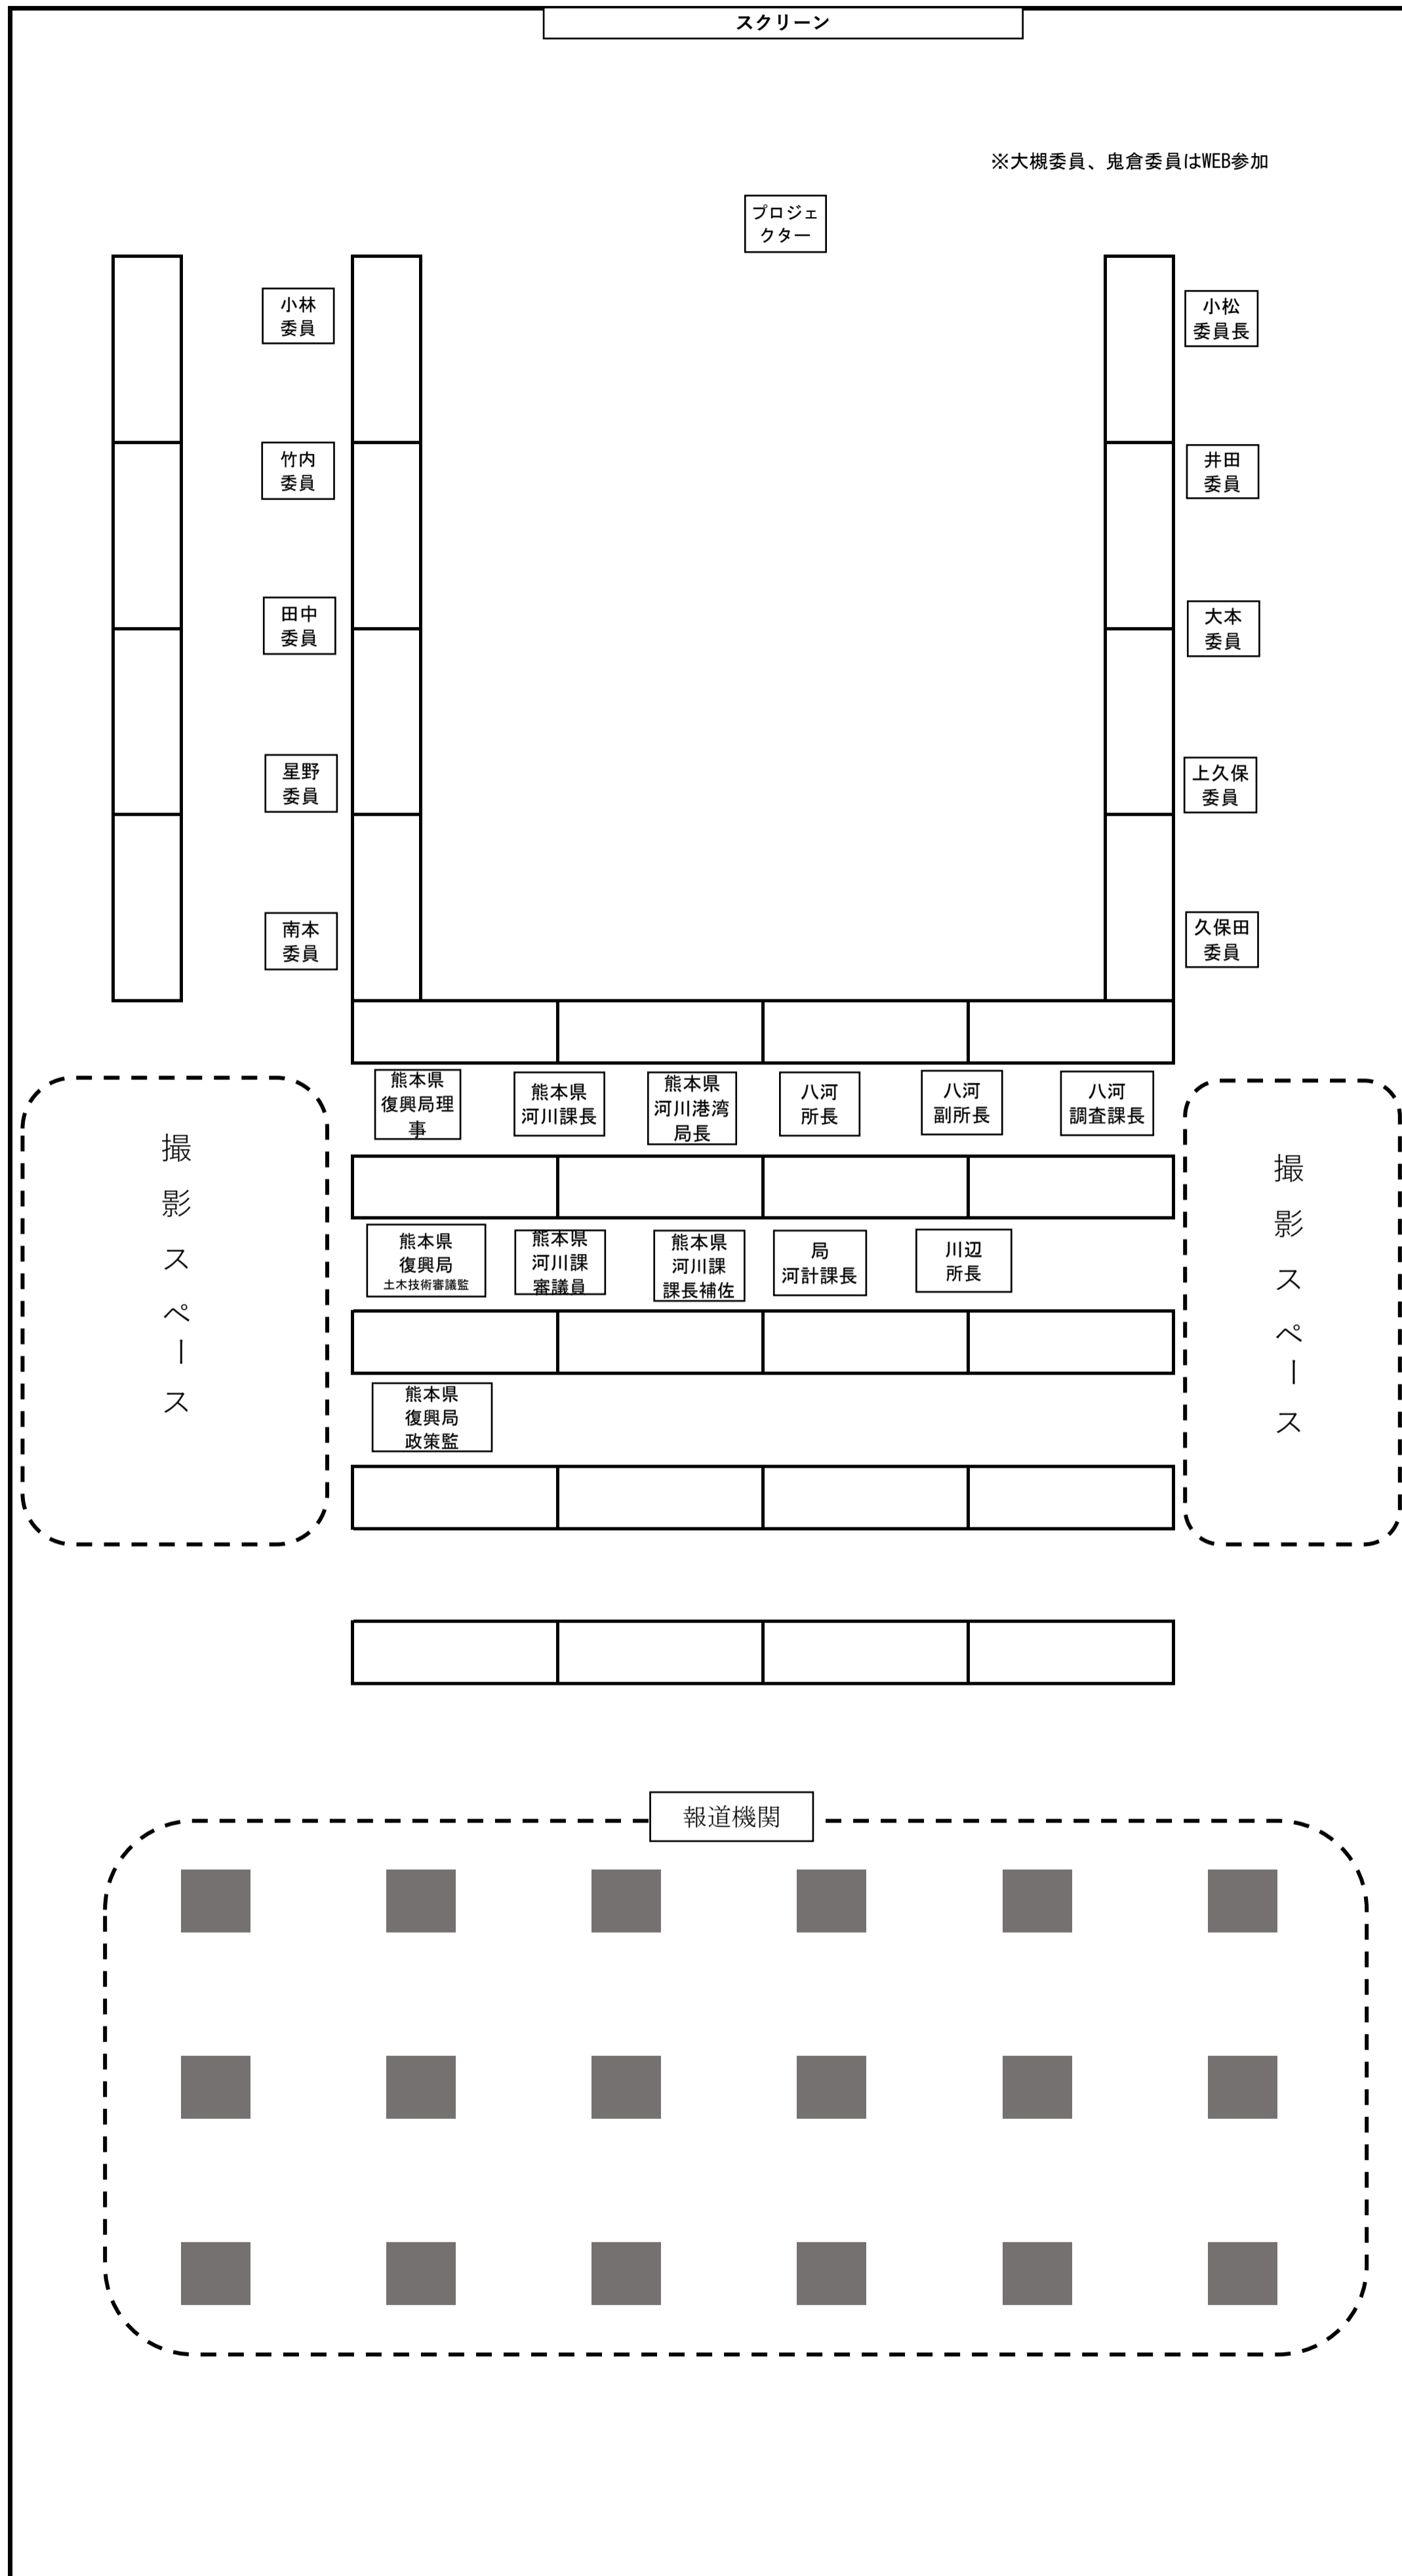 スクリーン
※大槻委員、鬼倉委員はWEB参加
プロジェ
クター
小林
委員
小松
委員長
竹内
委員
井田
委員
田中
委員
大本
委員
星野
委員
上久保
委員
南本
委員
久保田
委員
熊本県
復興局理
事
熊本県
河川課長
熊本県
河川港湾
局長
八河
所長
八河
副所長
八河
調査課長
撮影スペース
撮影スペース
熊本県
復興局
土木技術審議監
熊本県
河川課
審議員
熊本県
河川課
課長補佐
局
河計課長
川辺
所長
熊本県
復興局
政策監
報道機関